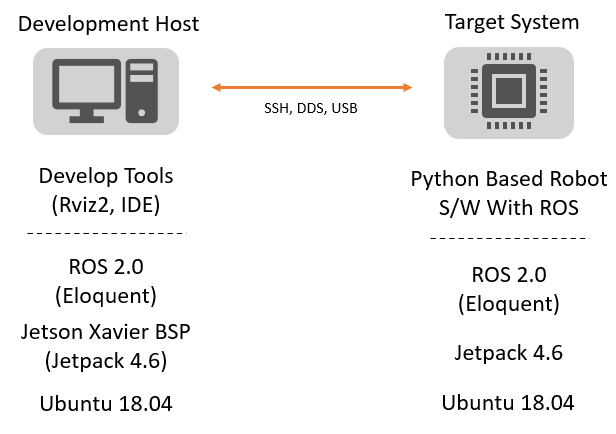 Development Host
Target System
SSH, DDS, USB
Develop Tools
(Rviz2, IDE)
ROS 2.0
(Eloquent)
Jetson Xavier BSP
(Jetpack 4.6)
Ubuntu 18.04
Python Based Robot
S/W With ROS
ROS 2.0
(Eloquent)
Jetpack 4.6
Ubuntu 18.04